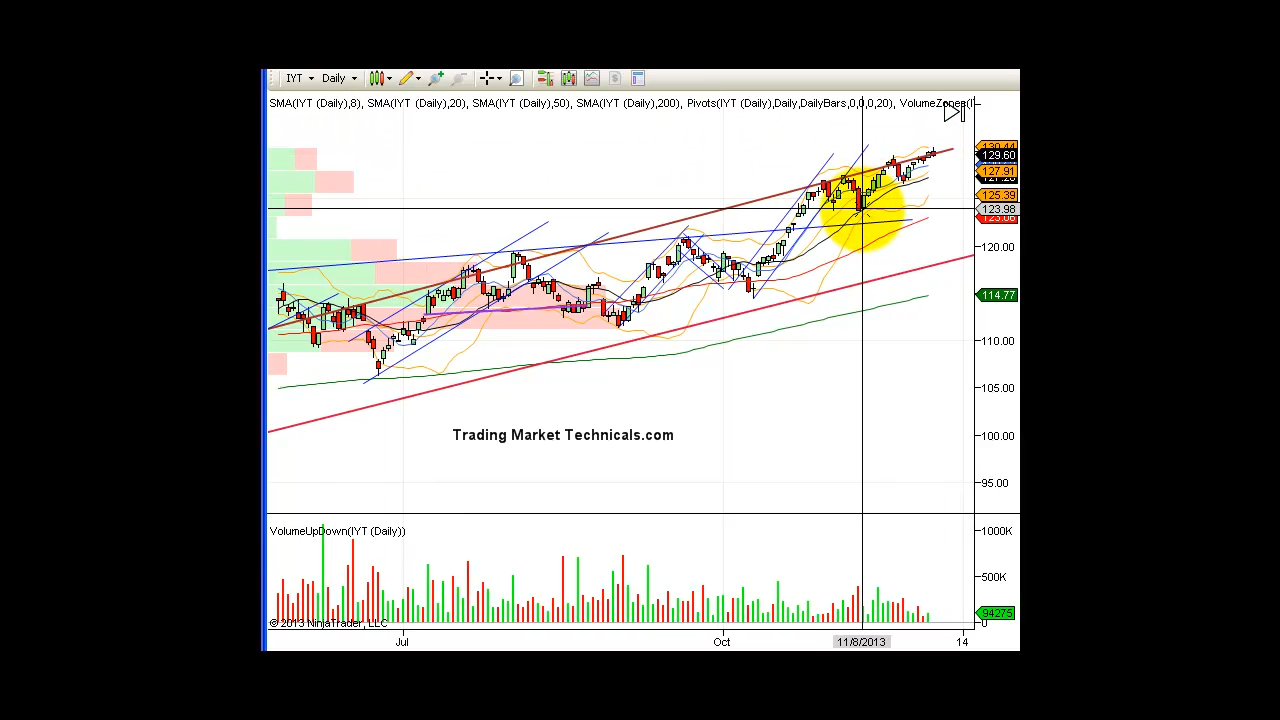 IYT Daily
SMA(IYT (Daily),8), SMA(IYT (Daily),20), SMA(IYT (Daily),50), SMA(IYT (Daily),200), Pivots(IYT (Daily),Daily,DailyBars,0,0,0,20),
129.60
127.91
125.39
123.98
120.00
114.77
110.00
105.00
100.00
95.00
Trading Market Technicals.com
VolumeUpDown(IYT (Daily))
1000K
500K
94275
0
© 2013 NinjaTrader, LLC
Jul Oct 11/8/2013 14